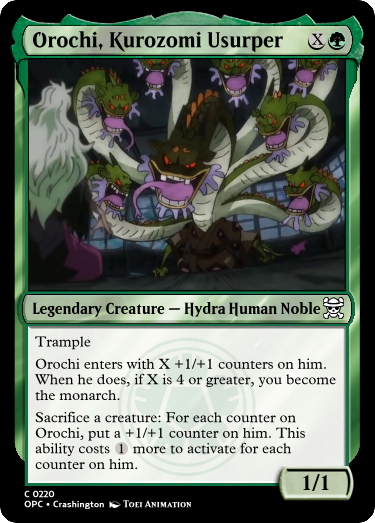 Orochi, Kurozomi Usurper X
Legendary Creature — Hydra Human Noble
Trample
Orochi enters with X +1/+1 counters on him.
When he does, if X is 4 or greater, you become
the monarch.
Sacrifice a creature: For each counter on
Orochi, put a +1/+1 counter on him. This
ability costs 1 more to activate for each
counter on him.
1/1
C 0220
OPC • Crashington Toei Animation